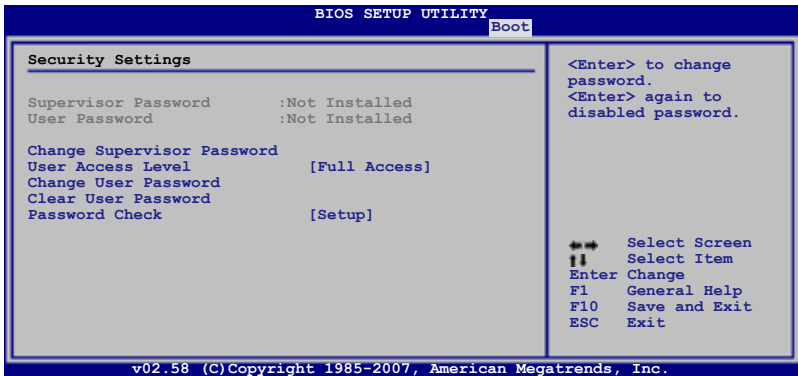 BIOS SETUP UTILITY
Boot
Security Settings
Supervisor Password :Not Installed
User Password :Not Installed
Change Supervisor Password
User Access Level [Full Access]
Change User Password
Clear User Password
Password Check [Setup]
<Enter> to change
password.
<Enter> again to
disabled password.
←→ Select Screen
↑↓ Select Item
Enter Change
F1 General Help
F10 Save and Exit
ESC Exit
v02.58 (C)Copyright 1985-2007, American Megatrends, Inc.